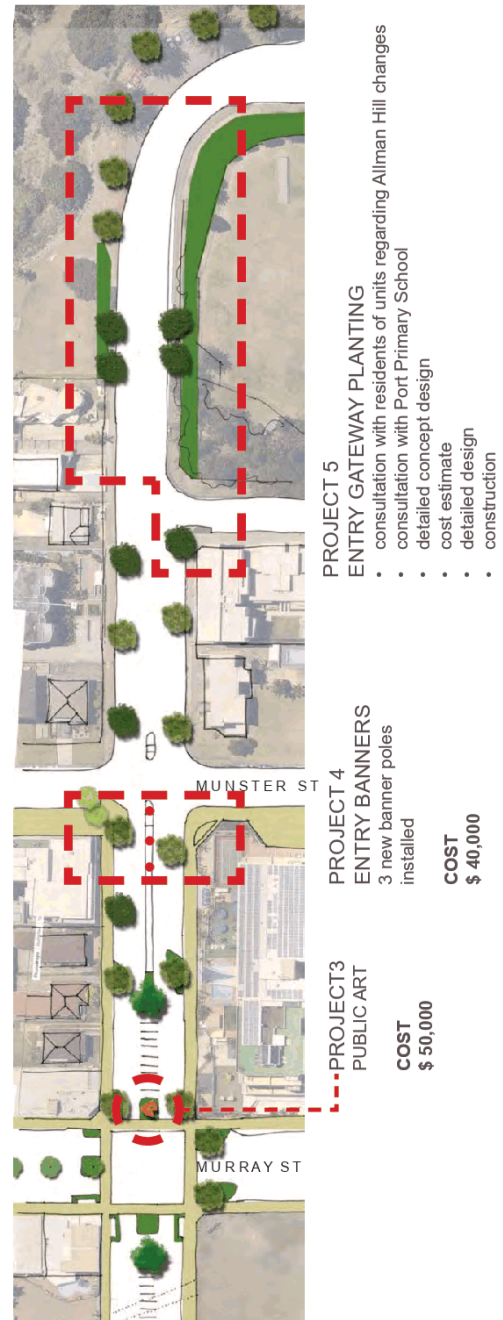 PROJECT 5
ENTRY GATEWAY PLANTING
• consultation with residents of units regarding Allman Hill changes
• consultation with Port Primary School
• detailed concept design
• cost estimate
• detailed design
• construction
MUNSTER ST
PROJECT 4
ENTRY BANNERS
3 new banner poles
installed
COST
$ 40,000
PROJECT3
PUBLIC ART
COST
$ 50,000
MURRAY ST